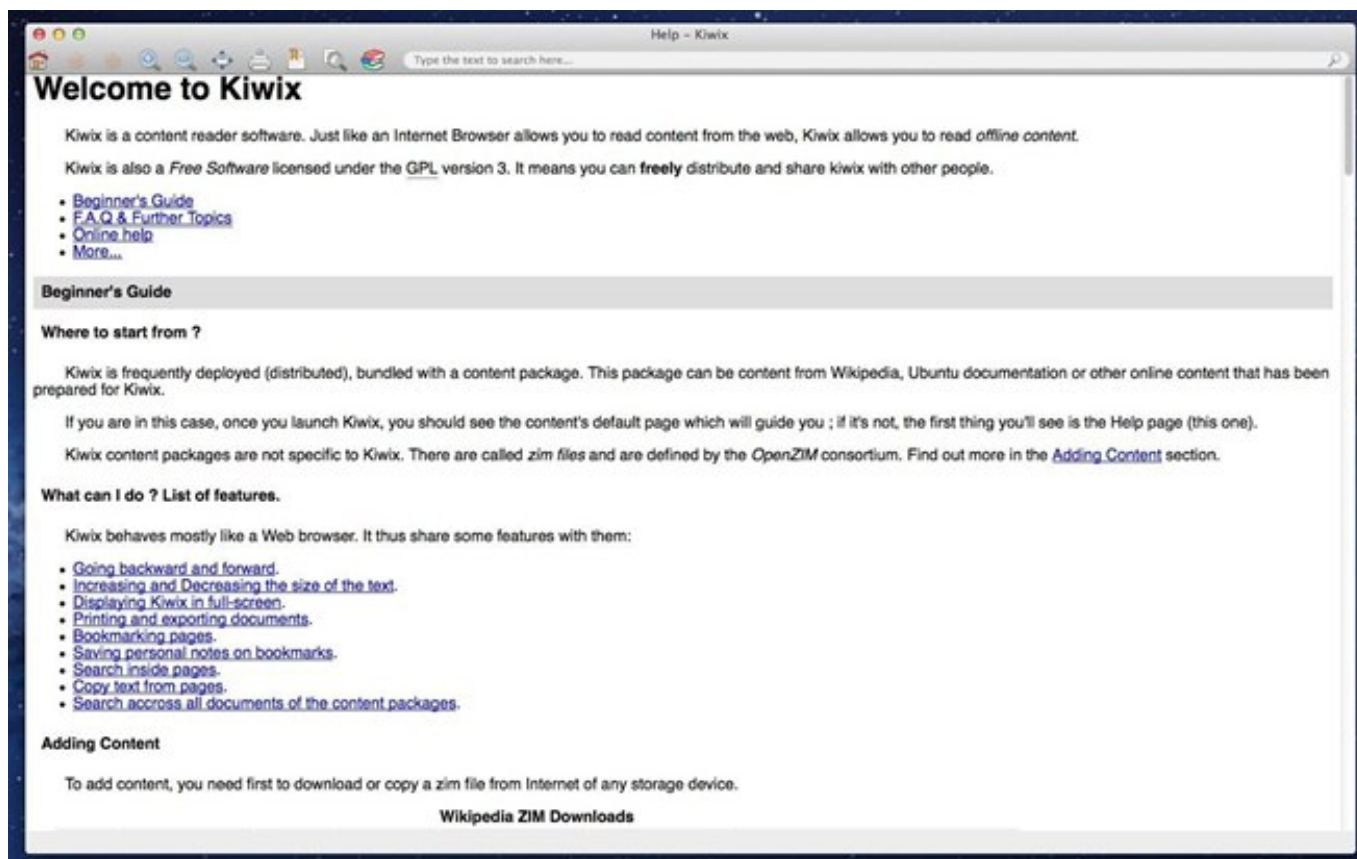 Help - Kiwix
Type the text to search here...
Welcome to Kiwix
Kiwix is a content reader software. Just like an Internet Browser allows you to read content from the web, Kiwix allows you to read offline content.
Kiwix is also a Free Software licensed under the GPL version 3. It means you can freely distribute and share kiwix with other people.
• Beginner's Guide
• F.A.Q & Further Topics
• Online help
• More...
Beginner's Guide
Where to start from ?
Kiwix is frequently deployed (distributed), bundled with a content package. This package can be content from Wikipedia, Ubuntu documentation or other online content that has been
prepared for Kiwix.
If you are in this case, once you launch Kiwix, you should see the content's default page which will guide you ; if it's not, the first thing you'll see is the Help page (this one).
Kiwix content packages are not specific to Kiwix. There are called zim files and are defined by the OpenZIM consortium. Find out more in the Adding Content section.
What can I do ? List of features.
Kiwix behaves mostly like a Web browser. It thus share some features with them:
• Going backward and forward.
• Increasing and Decreasing the size of the text.
• Displaying Kiwix in full-screen.
• Printing and exporting documents.
• Bookmarking pages.
• Saving personal notes on bookmarks.
• Search inside pages.
• Copy text from pages.
• Search accross all documents of the content packages.
Adding Content
To add content, you need first to download or copy a zim file from Internet of any storage device.
Wikipedia ZIM Downloads